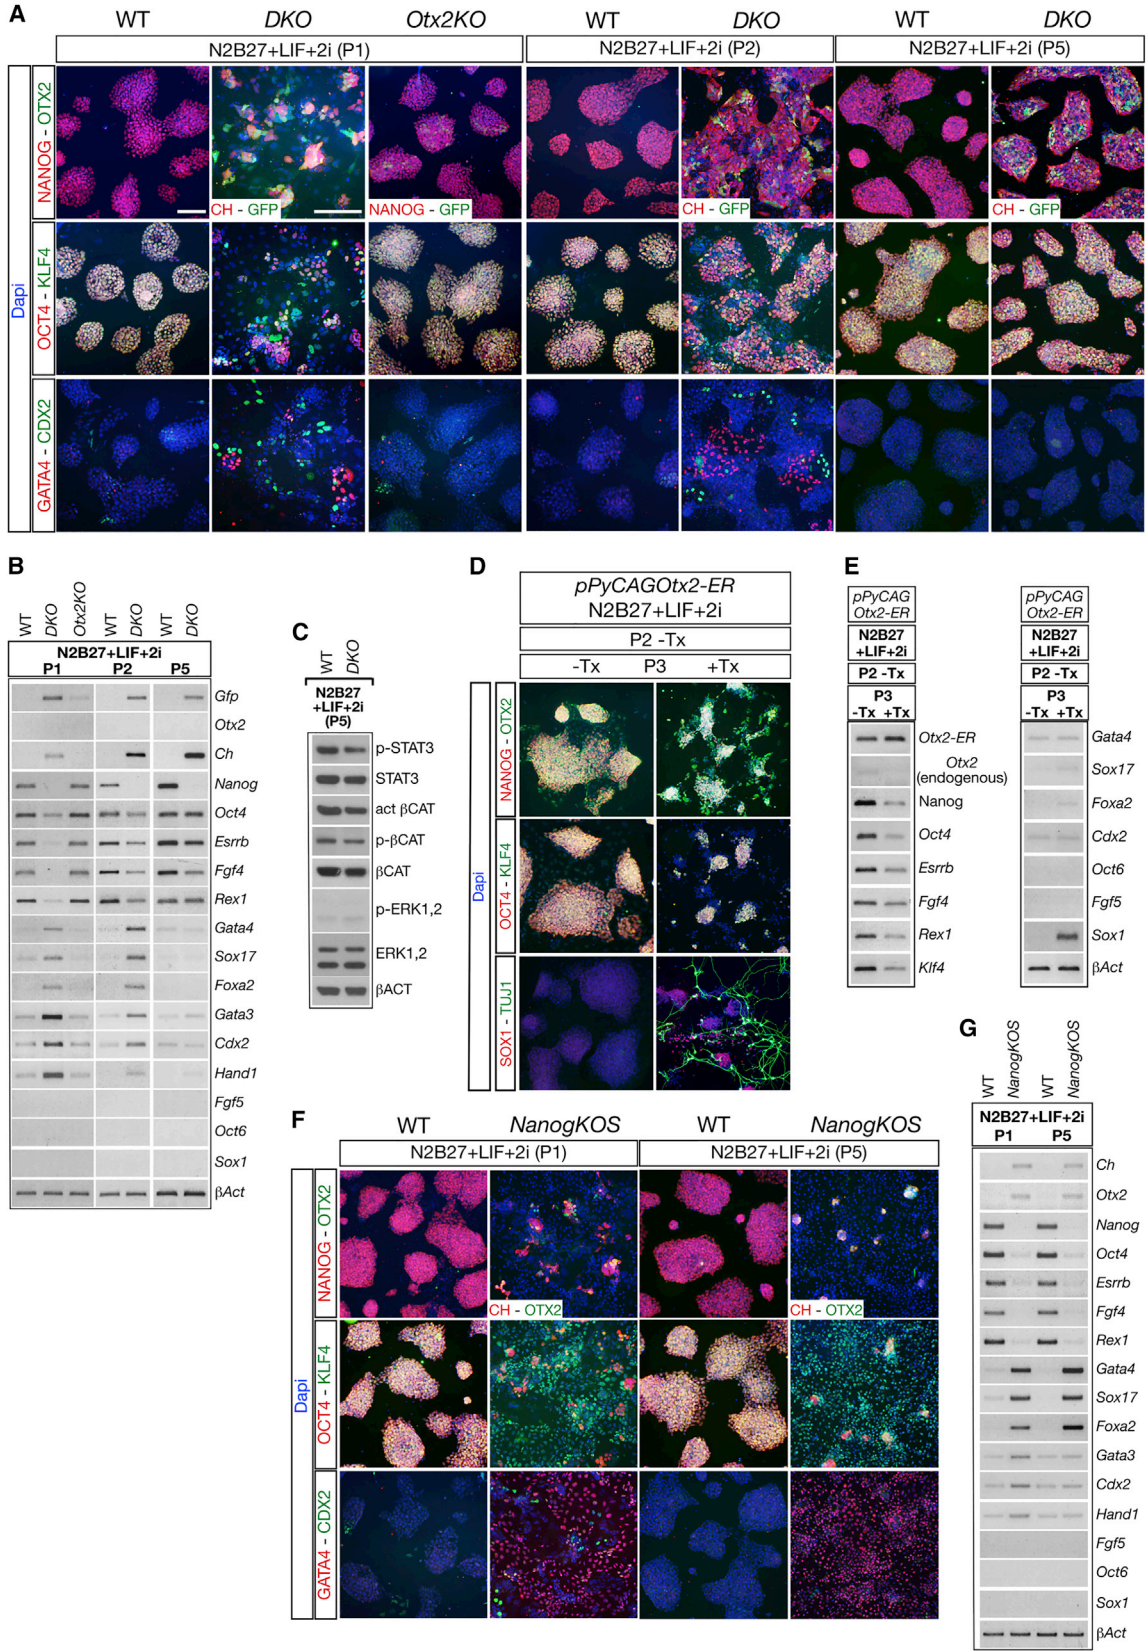 A
WT DKO Otx2KO WT DKO WT DKO
N2B27+LIF+2i (P1) N2B27+LIF+2i (P2) N2B27+LIF+2i (P5)
Dapi
NANOG - OTX2
CH - GFP NANOG - GFP CH - GFP CH - GFP
OCT4 - KLF4
GATA4 - CDX2
B
WT DKO Otx2KO WT DKO WT DKO
N2B27+LIF+2i
P1 P2 P5
Gfp
Otx2
Ch
Nanog
Oct4
Esrrb
Fgf4
Rex1
Gata4
Sox17
Foxa2
Gata3
Cdx2
Hand1
Fgf5
Oct6
Sox1
βAct
C
WT DKO
N2B27
+LIF+2i
(P5)
p-STAT3
STAT3
act βCAT
p-βCAT
βCAT
p-ERK1,2
ERK1,2
βACT
D
pPyCAGOtx2-ER
N2B27+LIF+2i
P2 -Tx
-Tx P3 +Tx
Dapi
NANOG - OTX2
OCT4 - KLF4
SOX1 - TUJ1
E
pPyCAG
Otx2-ER
N2B27
+LIF+2i
P2 -Tx
P3
-Tx +Tx
Otx2-ER
Otx2
(endogenous)
Nanog
Oct4
Esrrb
Fgf4
Rex1
Klf4
pPyCAG
Otx2-ER
N2B27
+LIF+2i
P2 -Tx
P3
-Tx +Tx
Gata4
Sox17
Foxa2
Cdx2
Oct6
Fgf5
Sox1
βAct
F
WT NanogKOS WT NanogKOS
N2B27+LIF+2i (P1) N2B27+LIF+2i (P5)
Dapi
NANOG - OTX2
CH - OTX2 CH - OTX2
OCT4 - KLF4
GATA4 - CDX2
G
WT NanogKOS WT NanogKOS
N2B27+LIF+2i
P1 P5
Ch
Otx2
Nanog
Oct4
Esrrb
Fgf4
Rex1
Gata4
Sox17
Foxa2
Gata3
Cdx2
Hand1
Fgf5
Oct6
Sox1
βAct